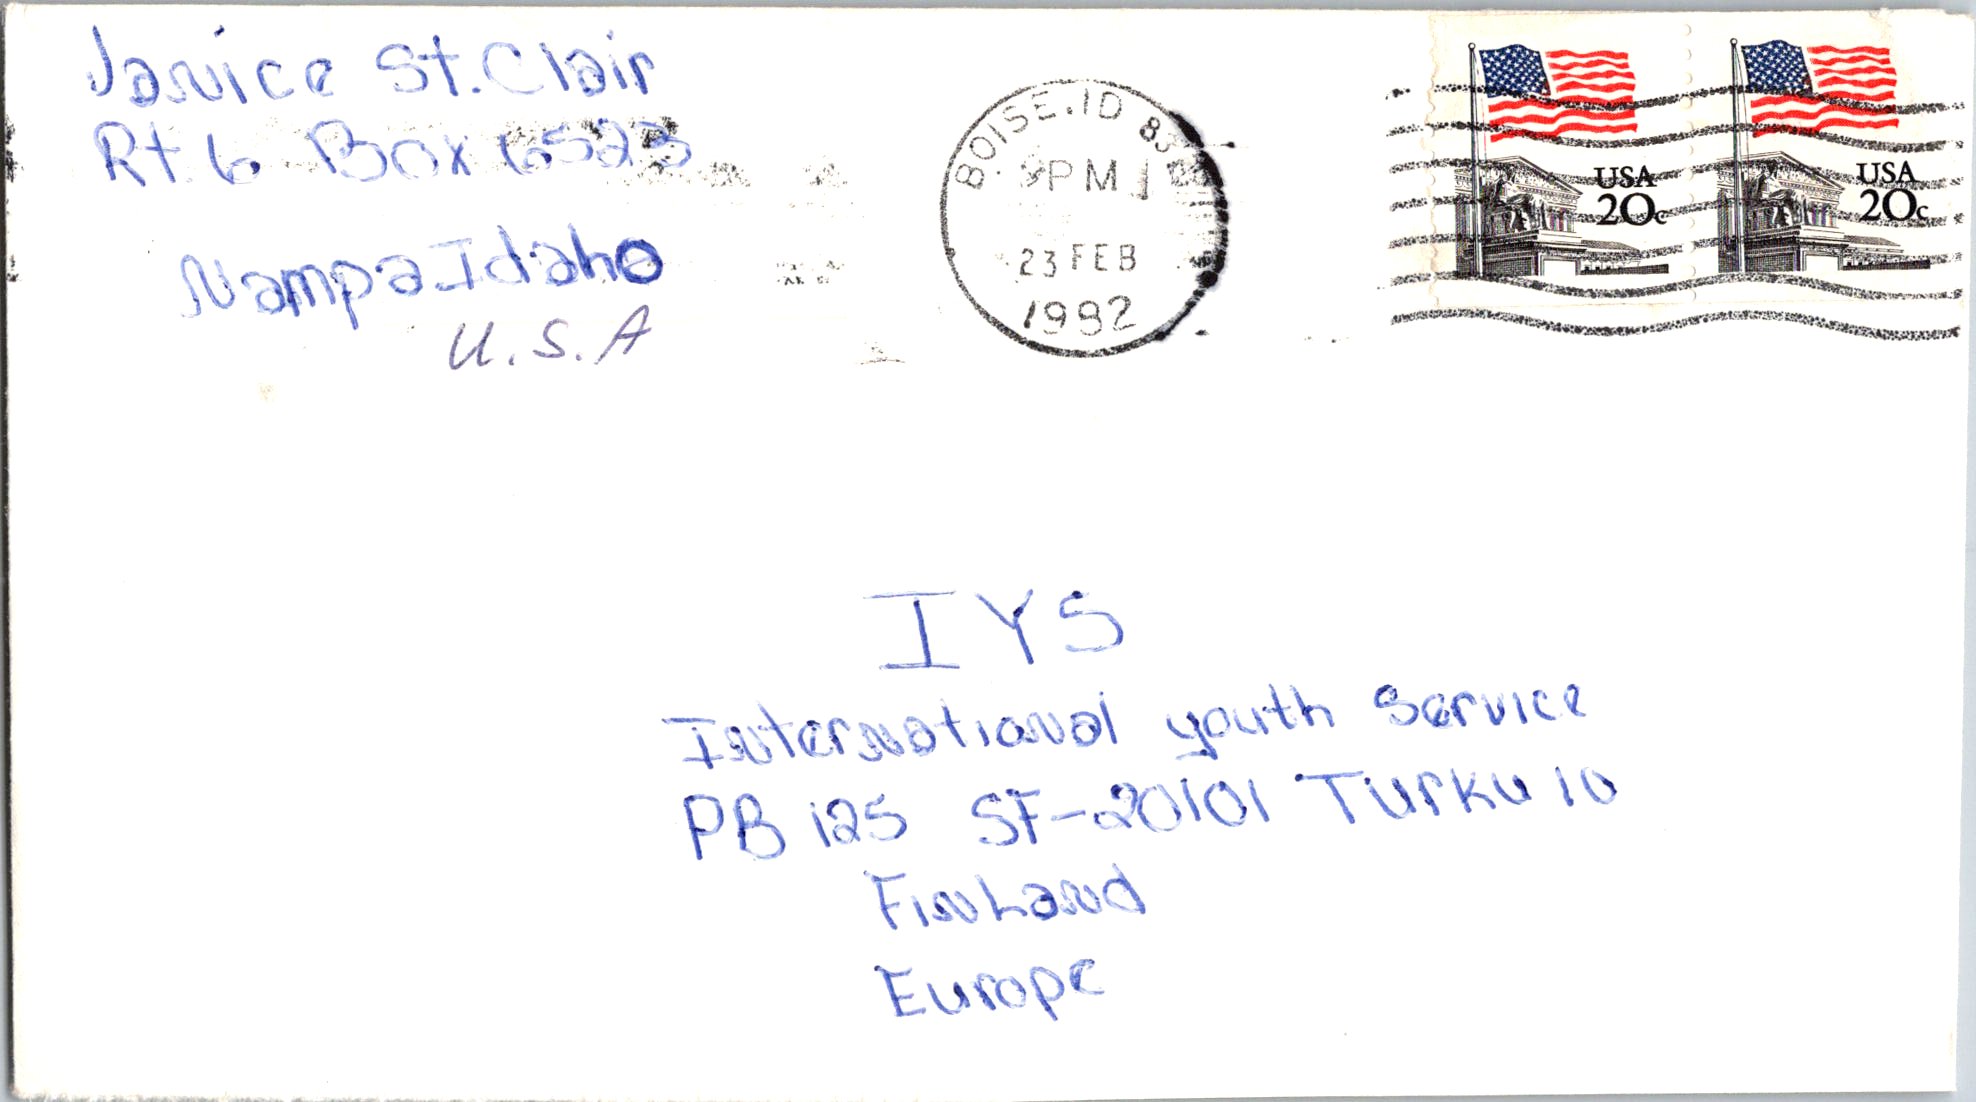 Janice St. Clair
Rt 6 Box 6523
Nampa Idaho
U.S.A
BOISE, ID
PM
23 FEB
1982
USA
20c
USA
20c
IYS
International youth Service
PB 125 SF-20101 Turku 10
FinLand
Europe